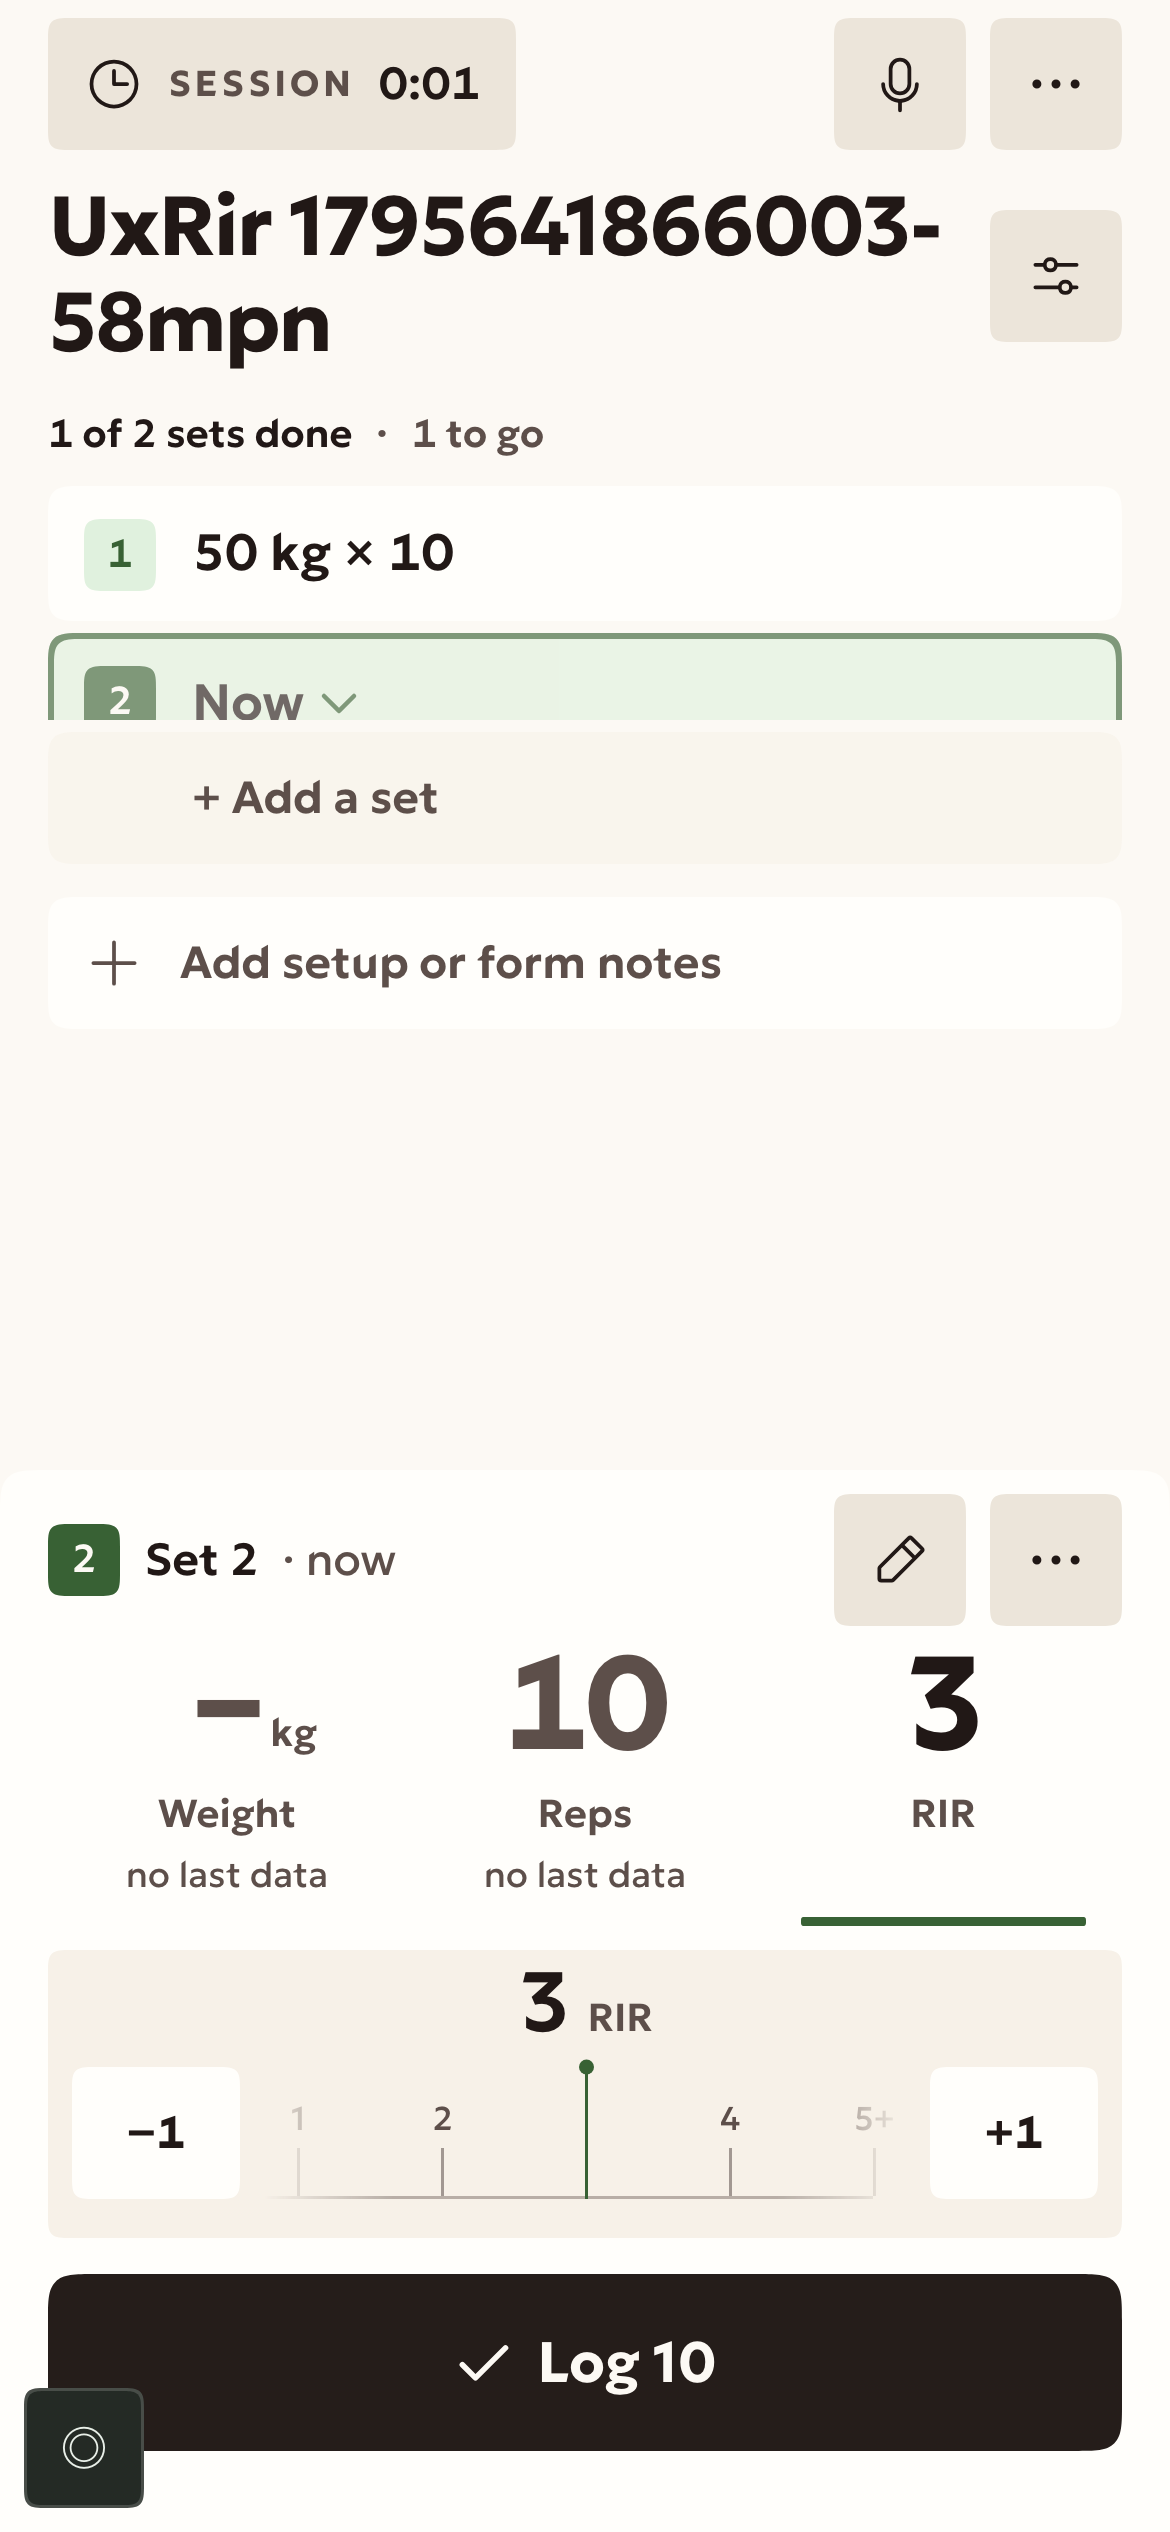 SESSION 0:01
UxRir 1795641866003-
58mpn
1 of 2 sets done · 1 to go
1 50 kg × 10
2 Now
+ Add a set
Add setup or form notes
2 Set 2 · now
– kg 10 3
Weight Reps RIR
no last data no last data
3 RIR
−1 1 2 4 5+ +1
Log 10